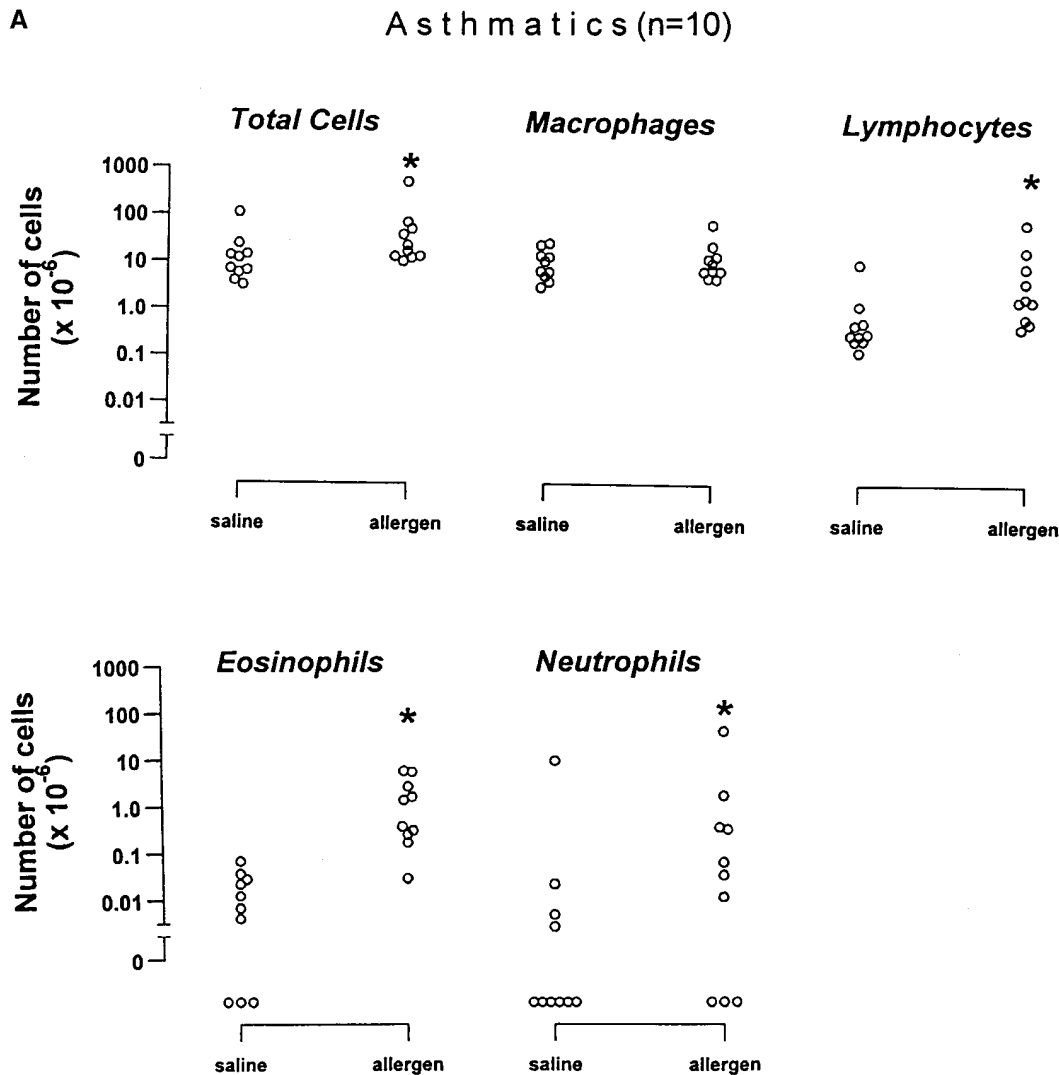 A
A s t h m a t i c s (n=10)
Total Cells
Macrophages
Lymphocytes
Number of cells
(x 10⁻⁶)
1000
100
10
1.0
0.1
0.01
0
*
*
saline
allergen
saline
allergen
saline
allergen
Eosinophils
Neutrophils
Number of cells
(x 10⁻⁶)
1000
100
10
1.0
0.1
0.01
0
*
*
saline
allergen
saline
allergen